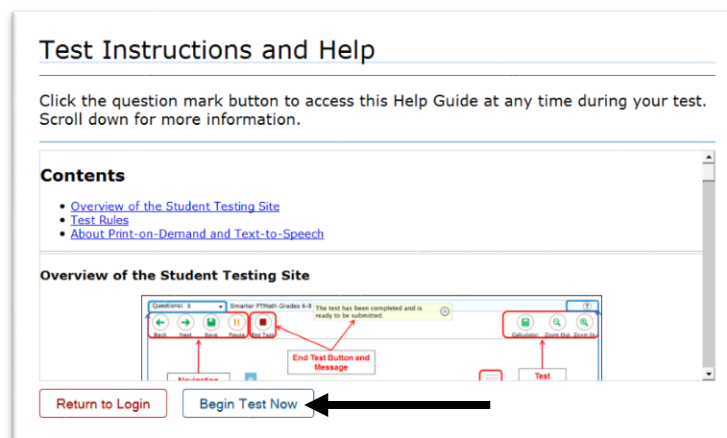 Test Instructions and Help
Click the question mark button to access this Help Guide at any time during your test.
Scroll down for more information.
Contents
Overview of the Student Testing Site
Test Rules
About Print-on-Demand and Text-to-Speech
Overview of the Student Testing Site
Questions: 6 Smarter PTMath Grades 6-8
The test has been completed and is
ready to be submitted.
Back Next Save Pause End Test Calculator Zoom Out Zoom In
End Test Button and
Message
Navigation
Test
Return to Login
Begin Test Now